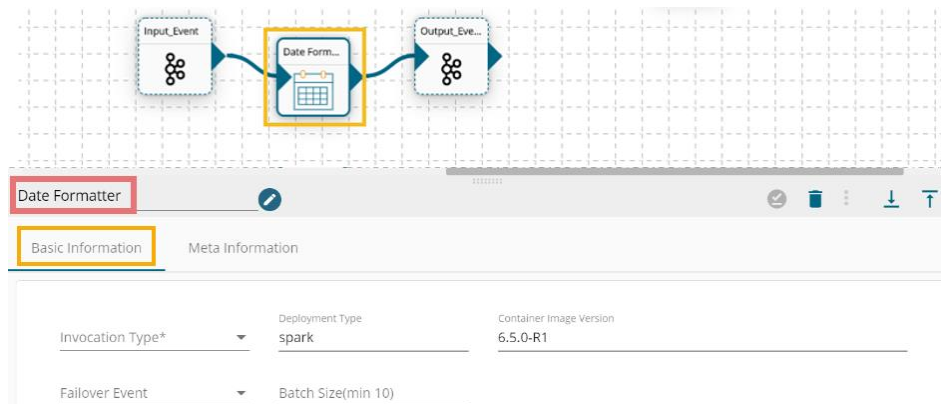 Input_Event
Date Form...
Output_Eve...
Date Formatter
Basic Information
Meta Information
Invocation Type*
Deployment Type
spark
Container Image Version
6.5.0-R1
Failover Event
Batch Size(min 10)